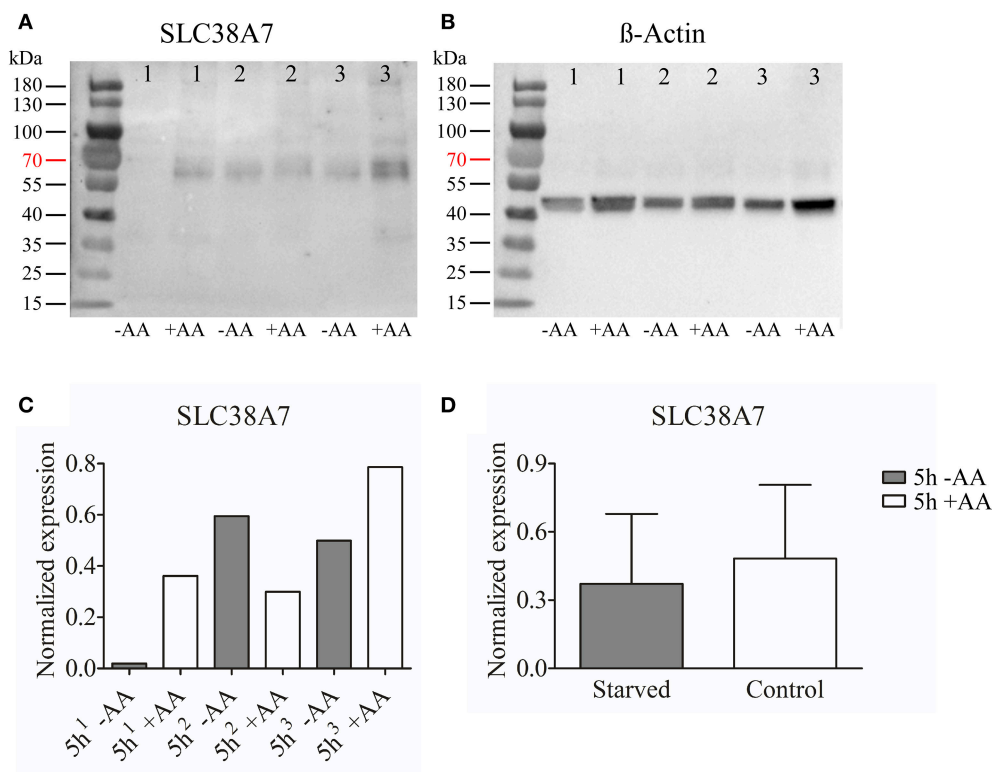 A
SLC38A7
kDa
1 1 2 2 3 3
180
130
100
70
55
40
35
25
15
-AA +AA -AA +AA -AA +AA
B
ß-Actin
kDa
1 1 2 2 3 3
180
130
100
70
55
40
35
25
15
-AA +AA -AA +AA -AA +AA
C
SLC38A7
Normalized expression
0.8
0.6
0.4
0.2
0.0
5h¹ -AA
5h¹ +AA
5h² -AA
5h² +AA
5h³ -AA
5h³ +AA
D
SLC38A7
Normalized expression
0.9
0.6
0.3
0.0
Starved Control
5h -AA
5h +AA